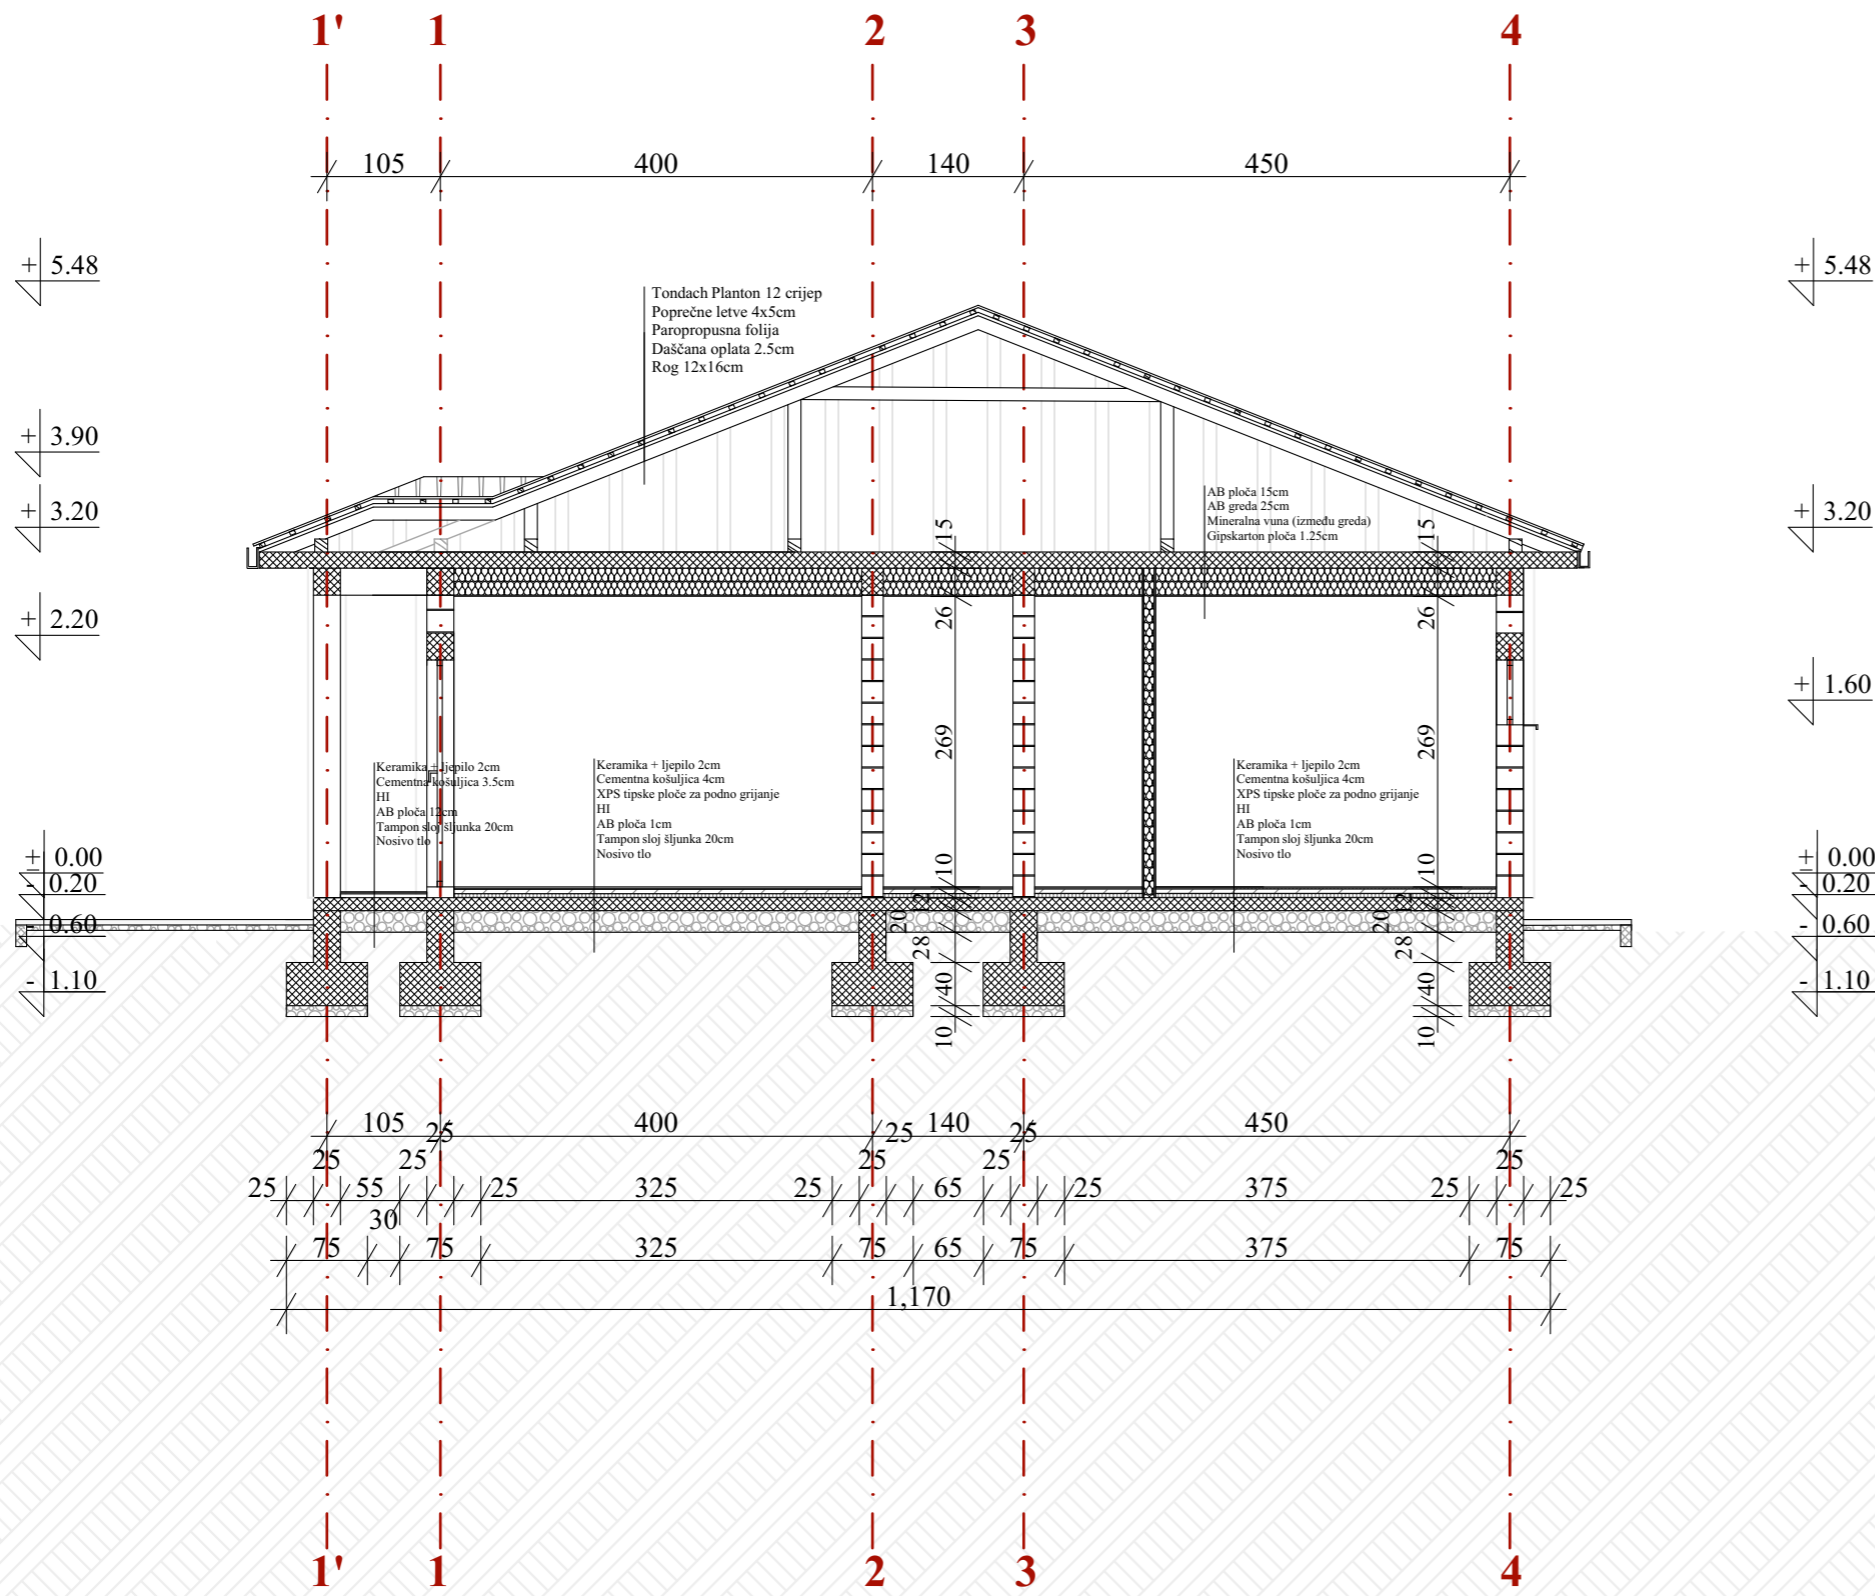 1' 1 2 3 4
105 400 140 450
+ 5.48
+ 5.48
Tondach Planton 12 crijep
Poprečne letve 4x5cm
Paropropusna folija
Daščana oplata 2.5cm
Rog 12x16cm
+ 3.90
+ 3.20
+ 3.20
AB ploča 15cm
AB greda 25cm
Mineralna vuna (između greda)
Gipskarton ploča 1.25cm
15 15
+ 2.20
26 26
+ 1.60
269 269
Keramika + ljepilo 2cm
Cementna košuljica 3.5cm
HI
AB ploča 12cm
Tampon sloj šljunka 20cm
Nosivo tlo
Keramika + ljepilo 2cm
Cementna košuljica 4cm
XPS tipske ploče za podno grijanje
HI
AB ploča 1cm
Tampon sloj šljunka 20cm
Nosivo tlo
Keramika + ljepilo 2cm
Cementna košuljica 4cm
XPS tipske ploče za podno grijanje
HI
AB ploča 1cm
Tampon sloj šljunka 20cm
Nosivo tlo
+ 0.00
- 0.20
- 0.60
- 1.10
+ 0.00
- 0.20
- 0.60
- 1.10
10 10
12 12
20 20
28 28
40 40
10 10
105 400 140 450
25 25 25
25 25 25 25 25
25 55 25 325 25 65 25 375 25 25
30
75 75 325 75 65 75 375 75
1,170
1' 1 2 3 4